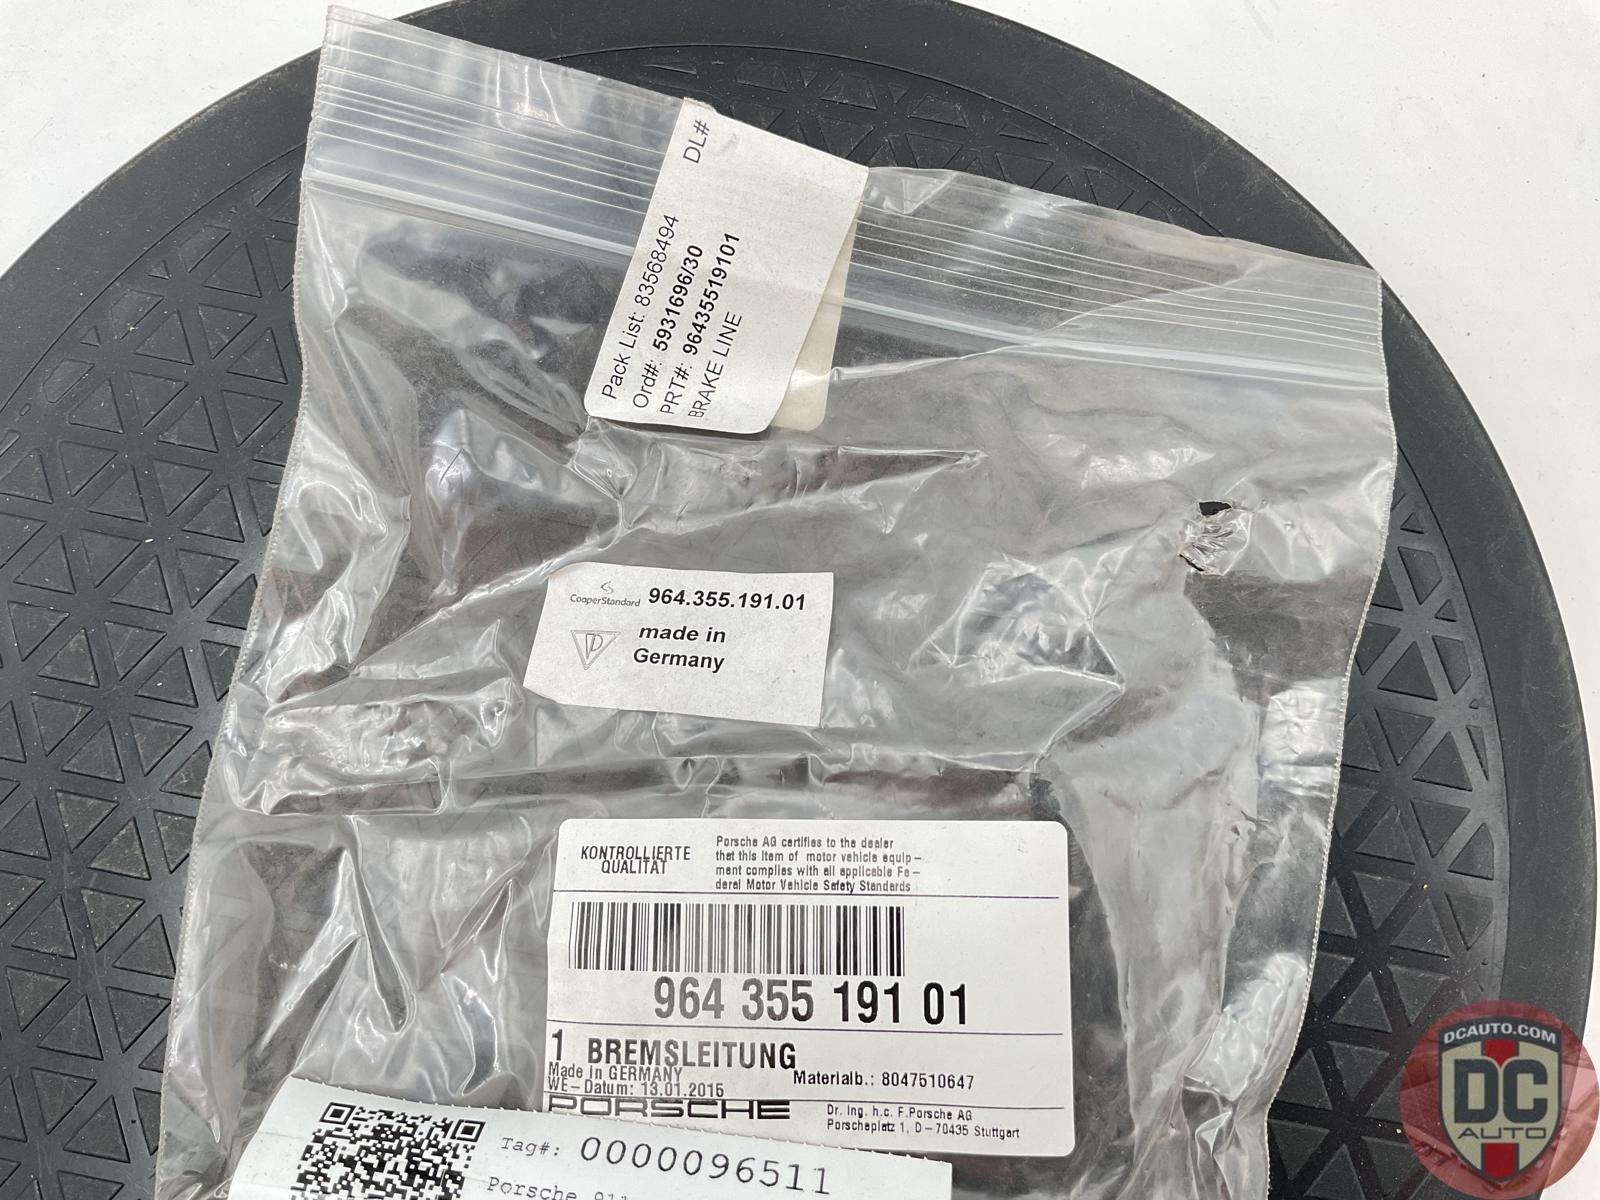 DL#
Pack List: 83568494
Ord#: 5931696/30
PRT#: 96435519101
BRAKE LINE
CooperStandard 964.355.191.01
made in
Germany
KONTROLLIERTE
QUALITÄT
Porsche AG certifies to the dealer
that this item of motor vehicle equip-
ment complies with all applicable Fe-
deral Motor Vehicle Safety Standards
964 355 191 01
1 BREMSLEITUNG
Made in GERMANY
Materialb.: 8047510647
WE-Datum: 13.01.2015
PORSCHE
Dr. Ing. h.c. F.Porsche AG
Porscheplatz 1, D-70435 Stuttgart
Tag#: 0000096511
Porsche 911
DCAUTO.COM
DC
AUTO